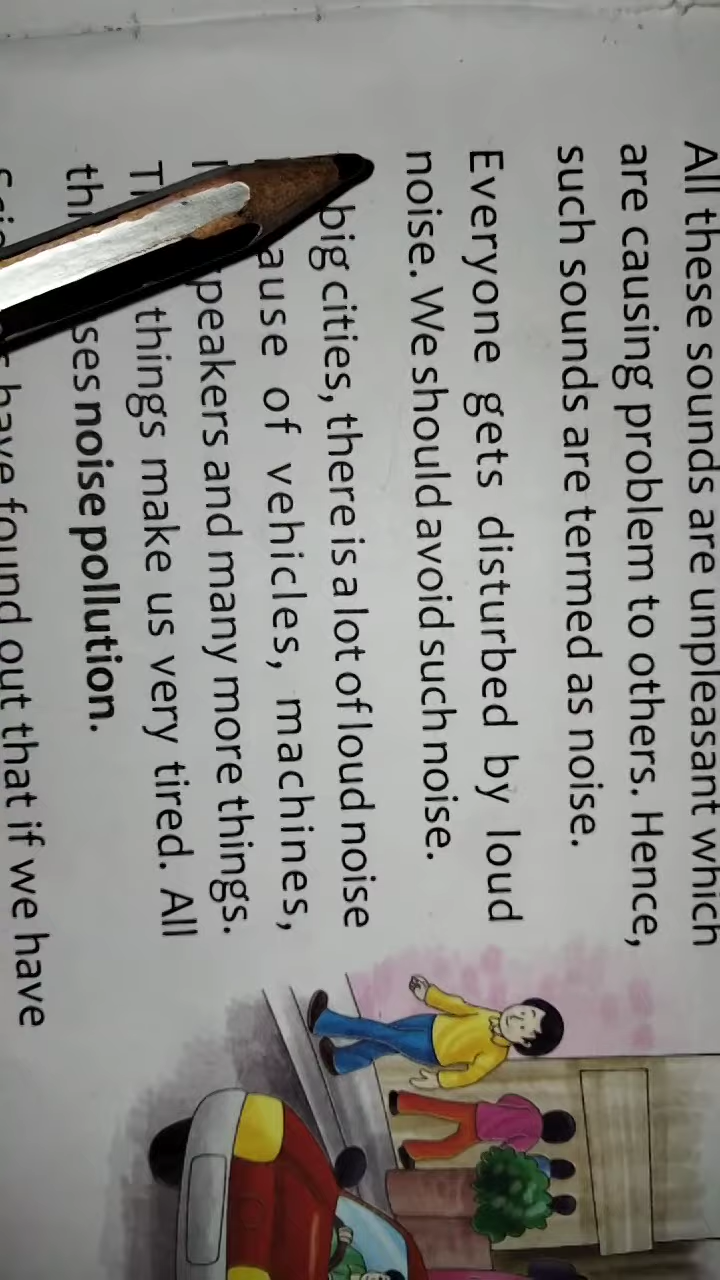 All these sounds are unpleasant which
are causing problem to others. Hence,
such sounds are termed as noise.
Everyone gets disturbed by loud
noise. We should avoid such noise.
big cities, there is a lot of loud noise
ause of vehicles, machines,
peakers and many more things.
things make us very tired. All
ses noise pollution.
have found out that if we have